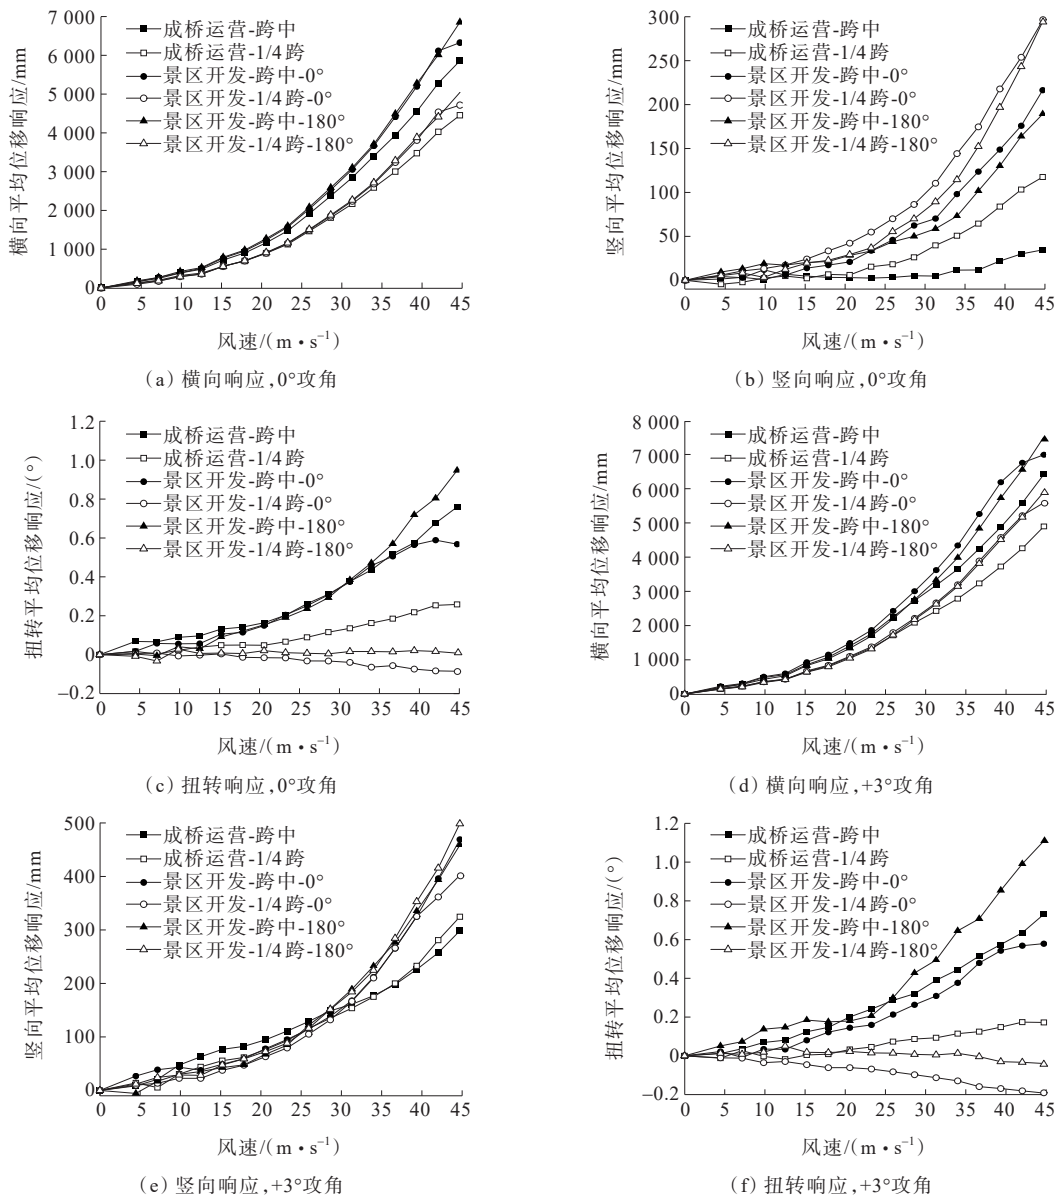 7 000
6 000
5 000
4 000
3 000
2 000
1 000
0
横向平均位移响应/mm
成桥运营-跨中
成桥运营-1/4跨
景区开发-跨中-0°
景区开发-1/4跨-0°
景区开发-跨中-180°
景区开发-1/4跨-180°
0 5 10 15 20 25 30 35 40 45
风速/(m·s⁻¹)
(a) 横向响应,0°攻角
300
250
200
150
100
50
0
竖向平均位移响应/mm
成桥运营-跨中
成桥运营-1/4跨
景区开发-跨中-0°
景区开发-1/4跨-0°
景区开发-跨中-180°
景区开发-1/4跨-180°
0 5 10 15 20 25 30 35 40 45
风速/(m·s⁻¹)
(b) 竖向响应,0°攻角
1.2
1.0
0.8
0.6
0.4
0.2
0
-0.2
扭转平均位移响应/(°)
成桥运营-跨中
成桥运营-1/4跨
景区开发-跨中-0°
景区开发-1/4跨-0°
景区开发-跨中-180°
景区开发-1/4跨-180°
0 5 10 15 20 25 30 35 40 45
风速/(m·s⁻¹)
(c) 扭转响应,0°攻角
8 000
7 000
6 000
5 000
4 000
3 000
2 000
1 000
0
横向平均位移响应/mm
成桥运营-跨中
成桥运营-1/4跨
景区开发-跨中-0°
景区开发-1/4跨-0°
景区开发-跨中-180°
景区开发-1/4跨-180°
0 5 10 15 20 25 30 35 40 45
风速/(m·s⁻¹)
(d) 横向响应,+3°攻角
500
400
300
200
100
0
竖向平均位移响应/mm
成桥运营-跨中
成桥运营-1/4跨
景区开发-跨中-0°
景区开发-1/4跨-0°
景区开发-跨中-180°
景区开发-1/4跨-180°
0 5 10 15 20 25 30 35 40 45
风速/(m·s⁻¹)
(e) 竖向响应,+3°攻角
1.2
1.0
0.8
0.6
0.4
0.2
0
-0.2
扭转平均位移响应/(°)
成桥运营-跨中
成桥运营-1/4跨
景区开发-跨中-0°
景区开发-1/4跨-0°
景区开发-跨中-180°
景区开发-1/4跨-180°
0 5 10 15 20 25 30 35 40 45
风速/(m·s⁻¹)
(f) 扭转响应,+3°攻角